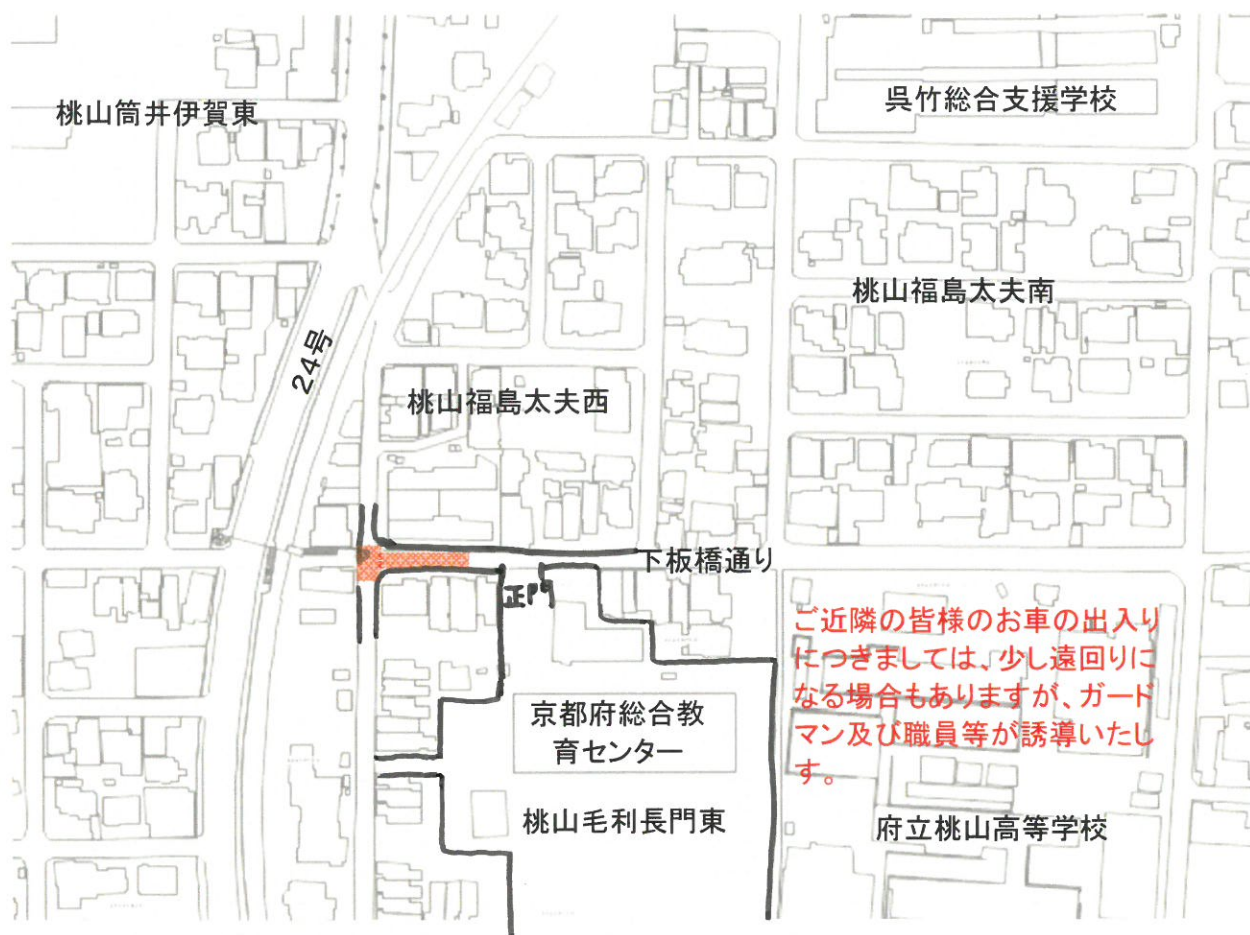 呉竹総合支援学校
桃山筒井伊賀東
桃山福島太夫南
24号
桃山福島太夫西
下板橋通り
正門
ご近隣の皆様のお車の出入り
につきましては、少し遠回りに
なる場合もありますが、ガード
マン及び職員等が誘導いたしま
す。
京都府総合教
育センター
桃山毛利長門東
府立桃山高等学校